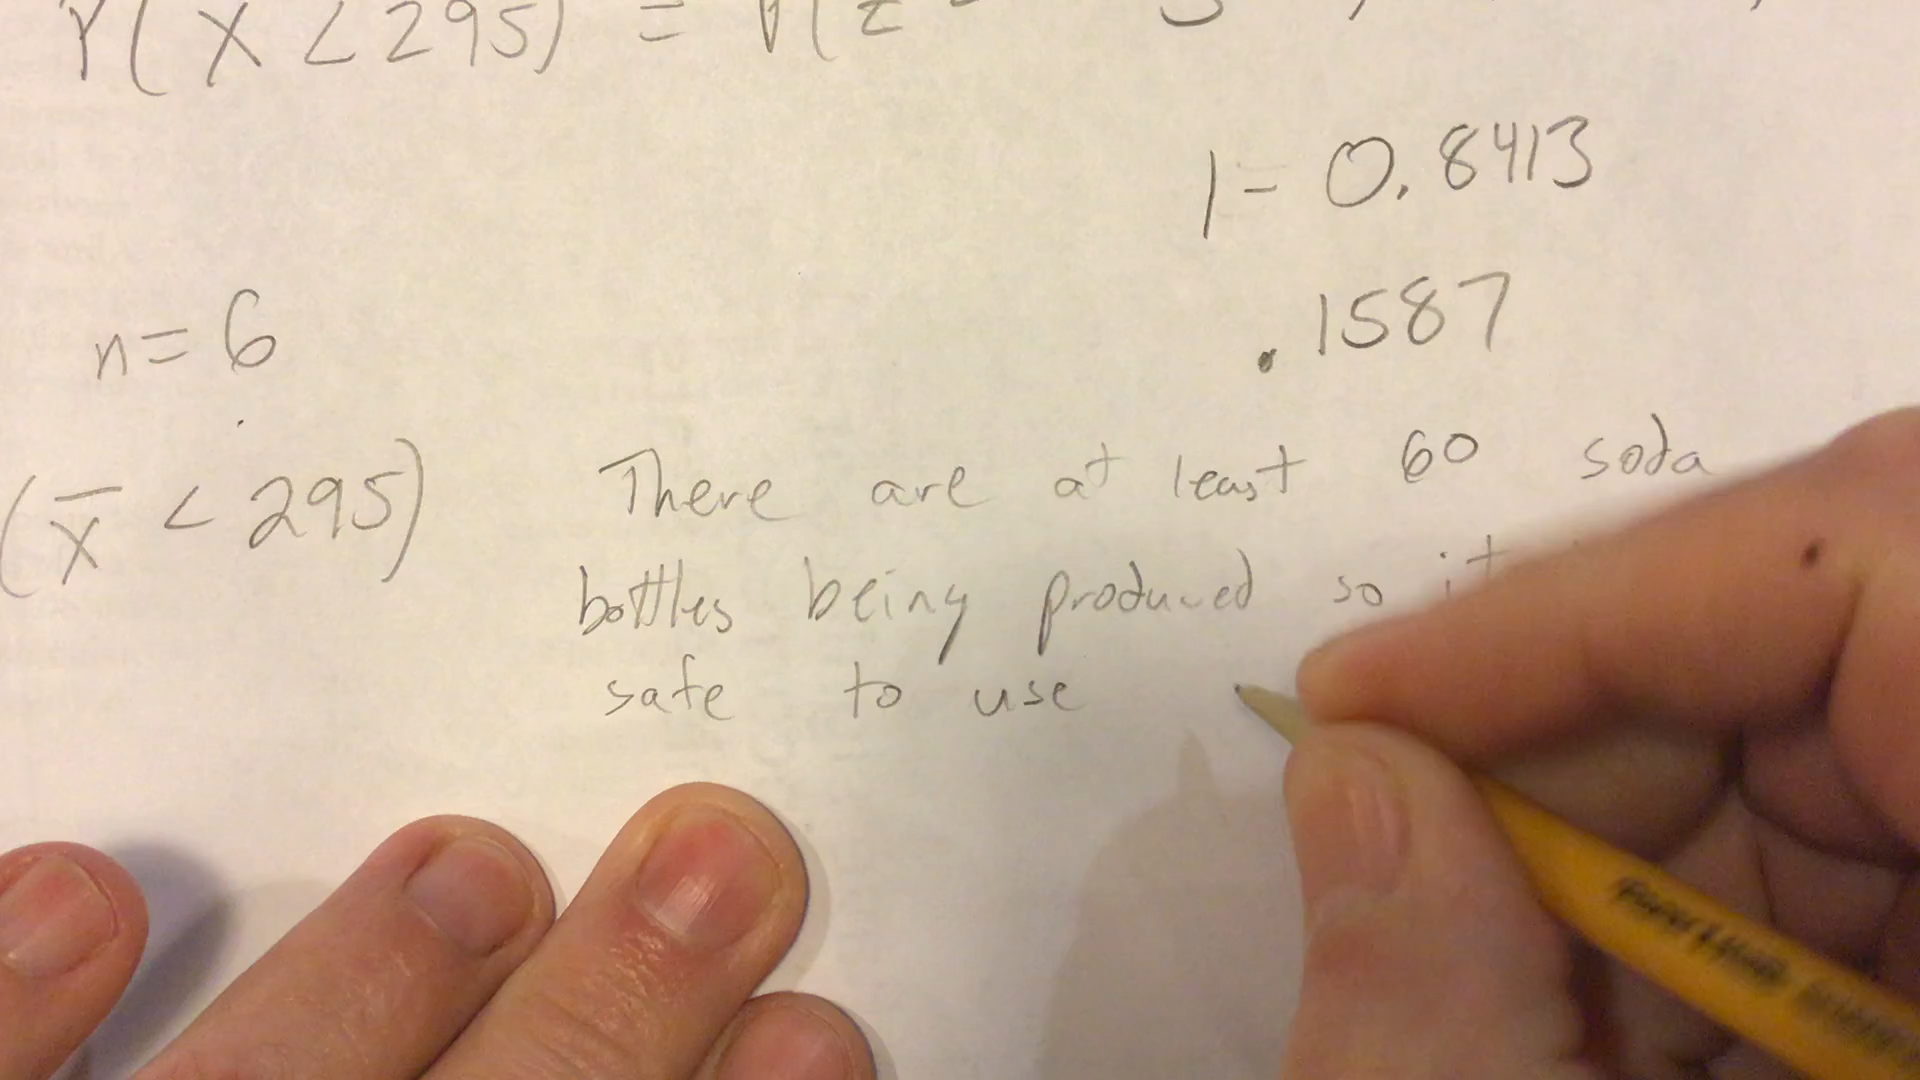 P(X < 295) = P(Z
1 - 0.8413
.1587
n = 6
(x̄ < 295)
There are at least 60 soda
bottles being produced so it
safe to use